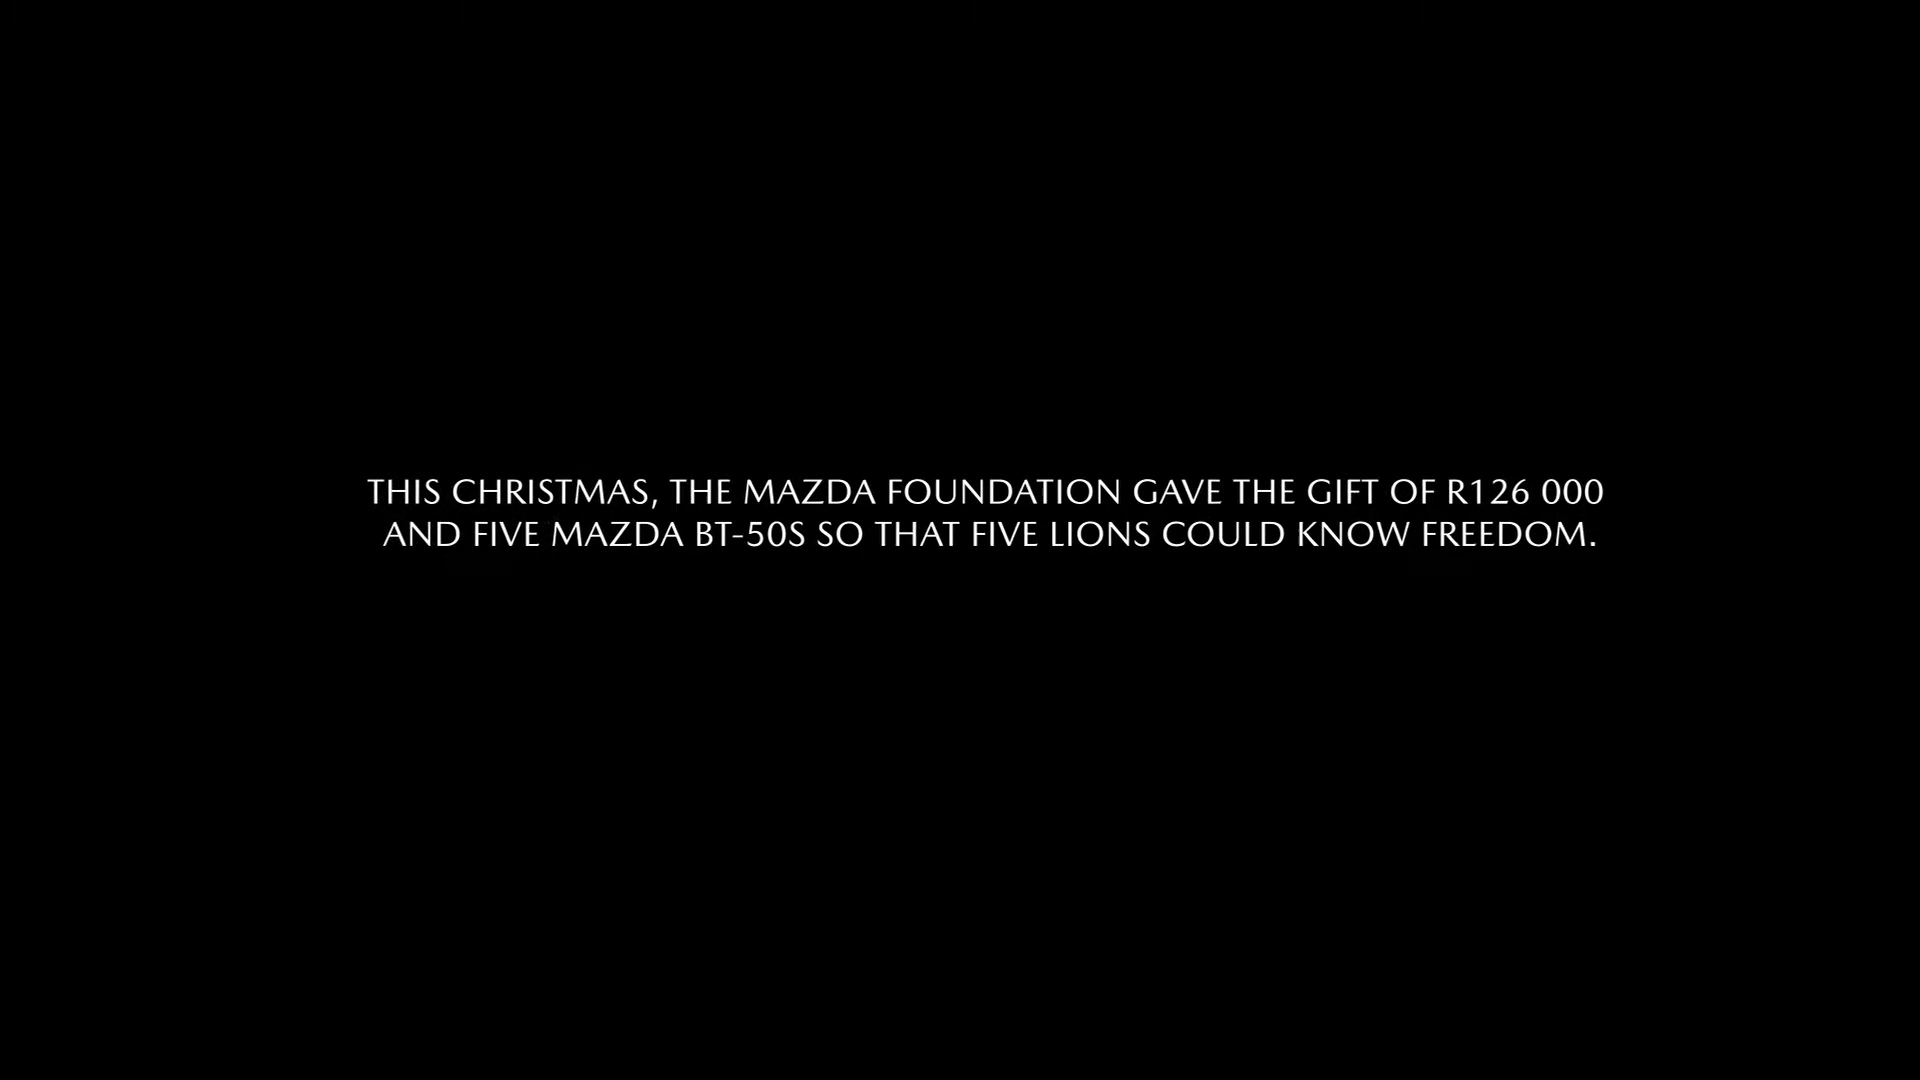 THIS CHRISTMAS, THE MAZDA FOUNDATION GAVE THE GIFT OF R126 000
AND FIVE MAZDA BT-50S SO THAT FIVE LIONS COULD KNOW FREEDOM.